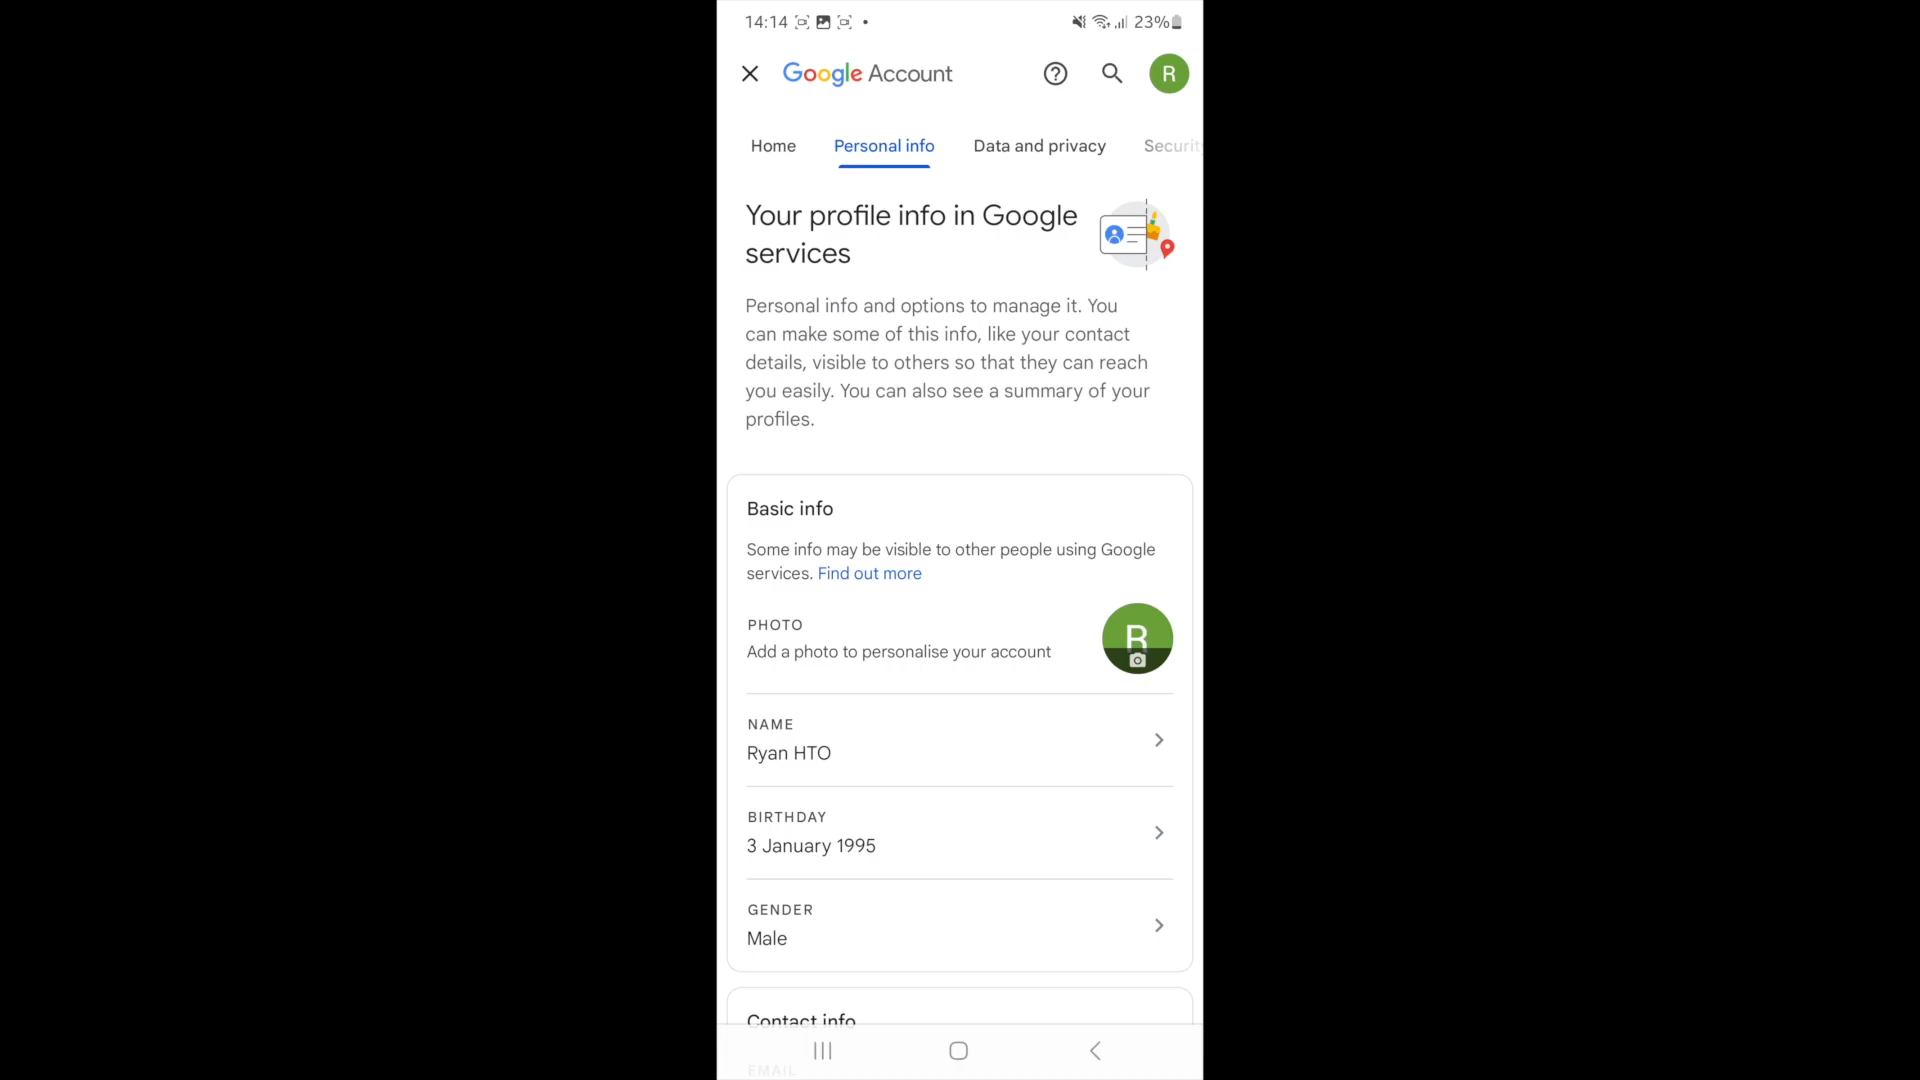 14:14
23%
Google Account
R
Home
Personal info
Data and privacy
Securit
Your profile info in Google
services
Personal info and options to manage it. You
can make some of this info, like your contact
details, visible to others so that they can reach
you easily. You can also see a summary of your
profiles.
Basic info
Some info may be visible to other people using Google
services. Find out more
PHOTO
Add a photo to personalise your account
R
NAME
Ryan HTO
BIRTHDAY
3 January 1995
GENDER
Male
Contact info
EMAIL